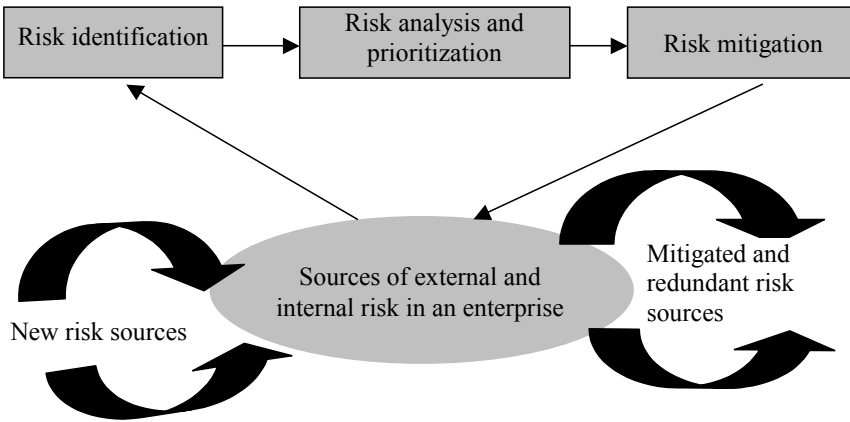 Risk identification
Risk analysis and
prioritization
Risk mitigation
Sources of external and
internal risk in an enterprise
New risk sources
Mitigated and
redundant risk
sources